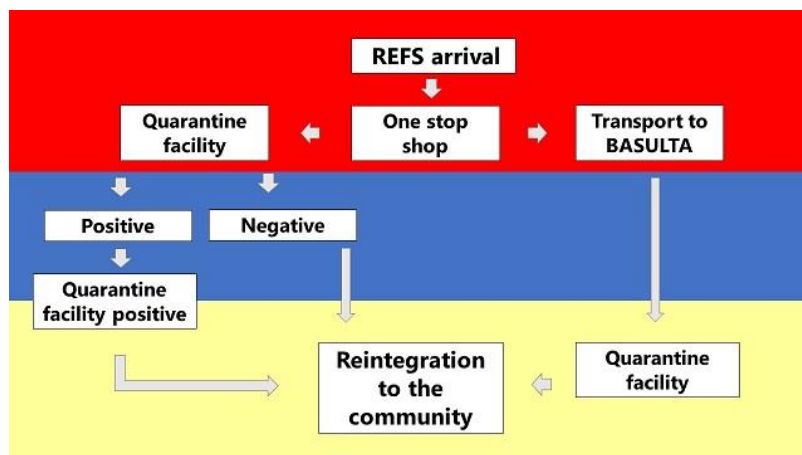 REFS arrival
Quarantine
facility
One stop
shop
Transport to
BASULTA
Positive
Negative
Quarantine
facility positive
Reintegration
to the
community
Quarantine
facility